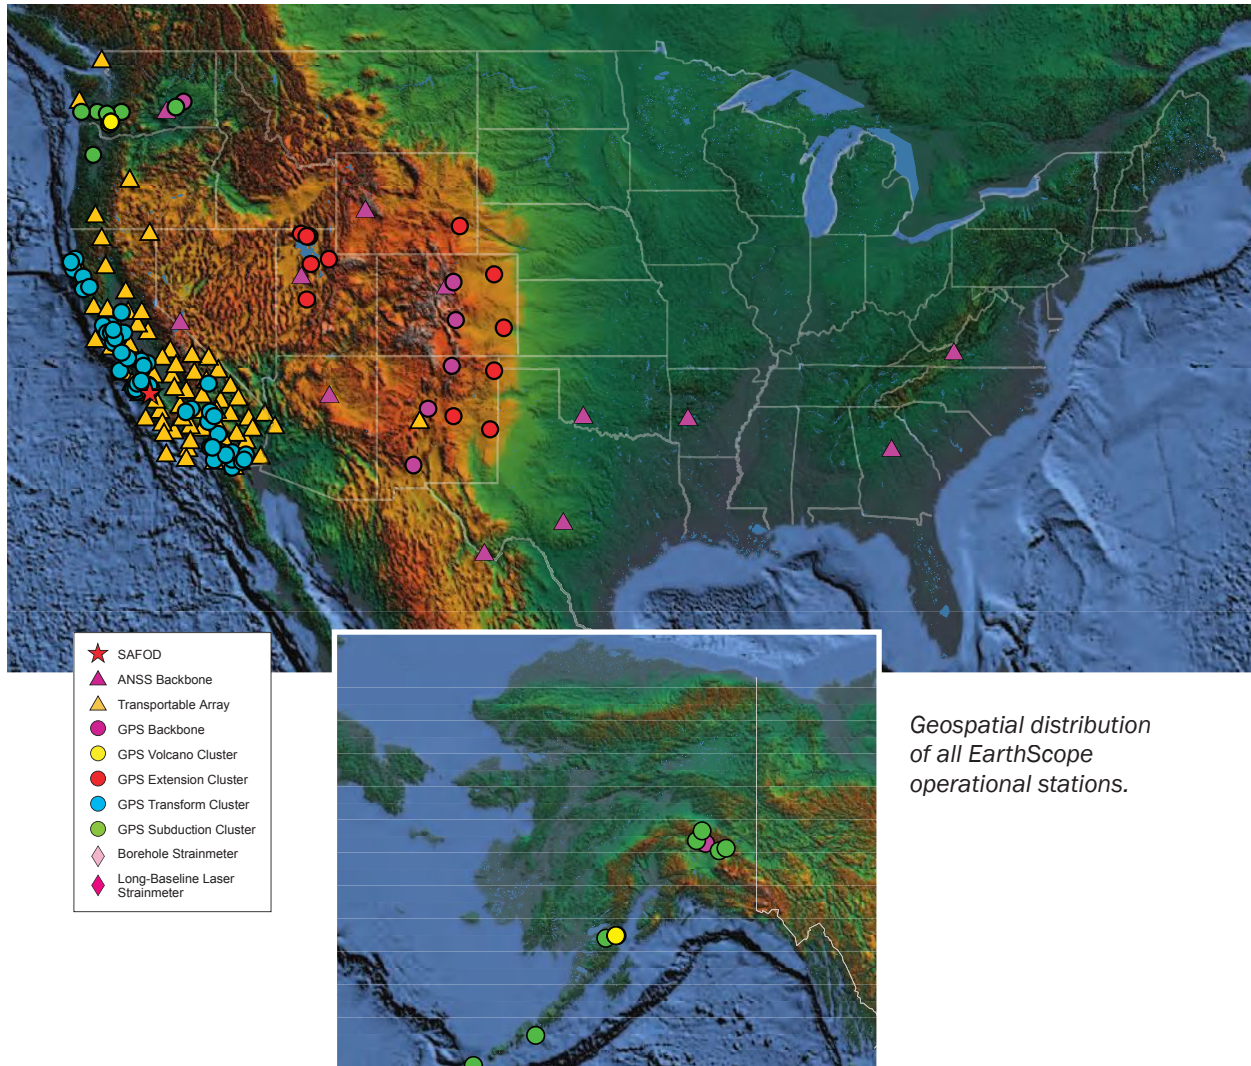 SAFOD
ANSS Backbone
Transportable Array
GPS Backbone
GPS Volcano Cluster
GPS Extension Cluster
GPS Transform Cluster
GPS Subduction Cluster
Borehole Strainmeter
Long-Baseline Laser
Strainmeter
Geospatial distribution
of all EarthScope
operational stations.